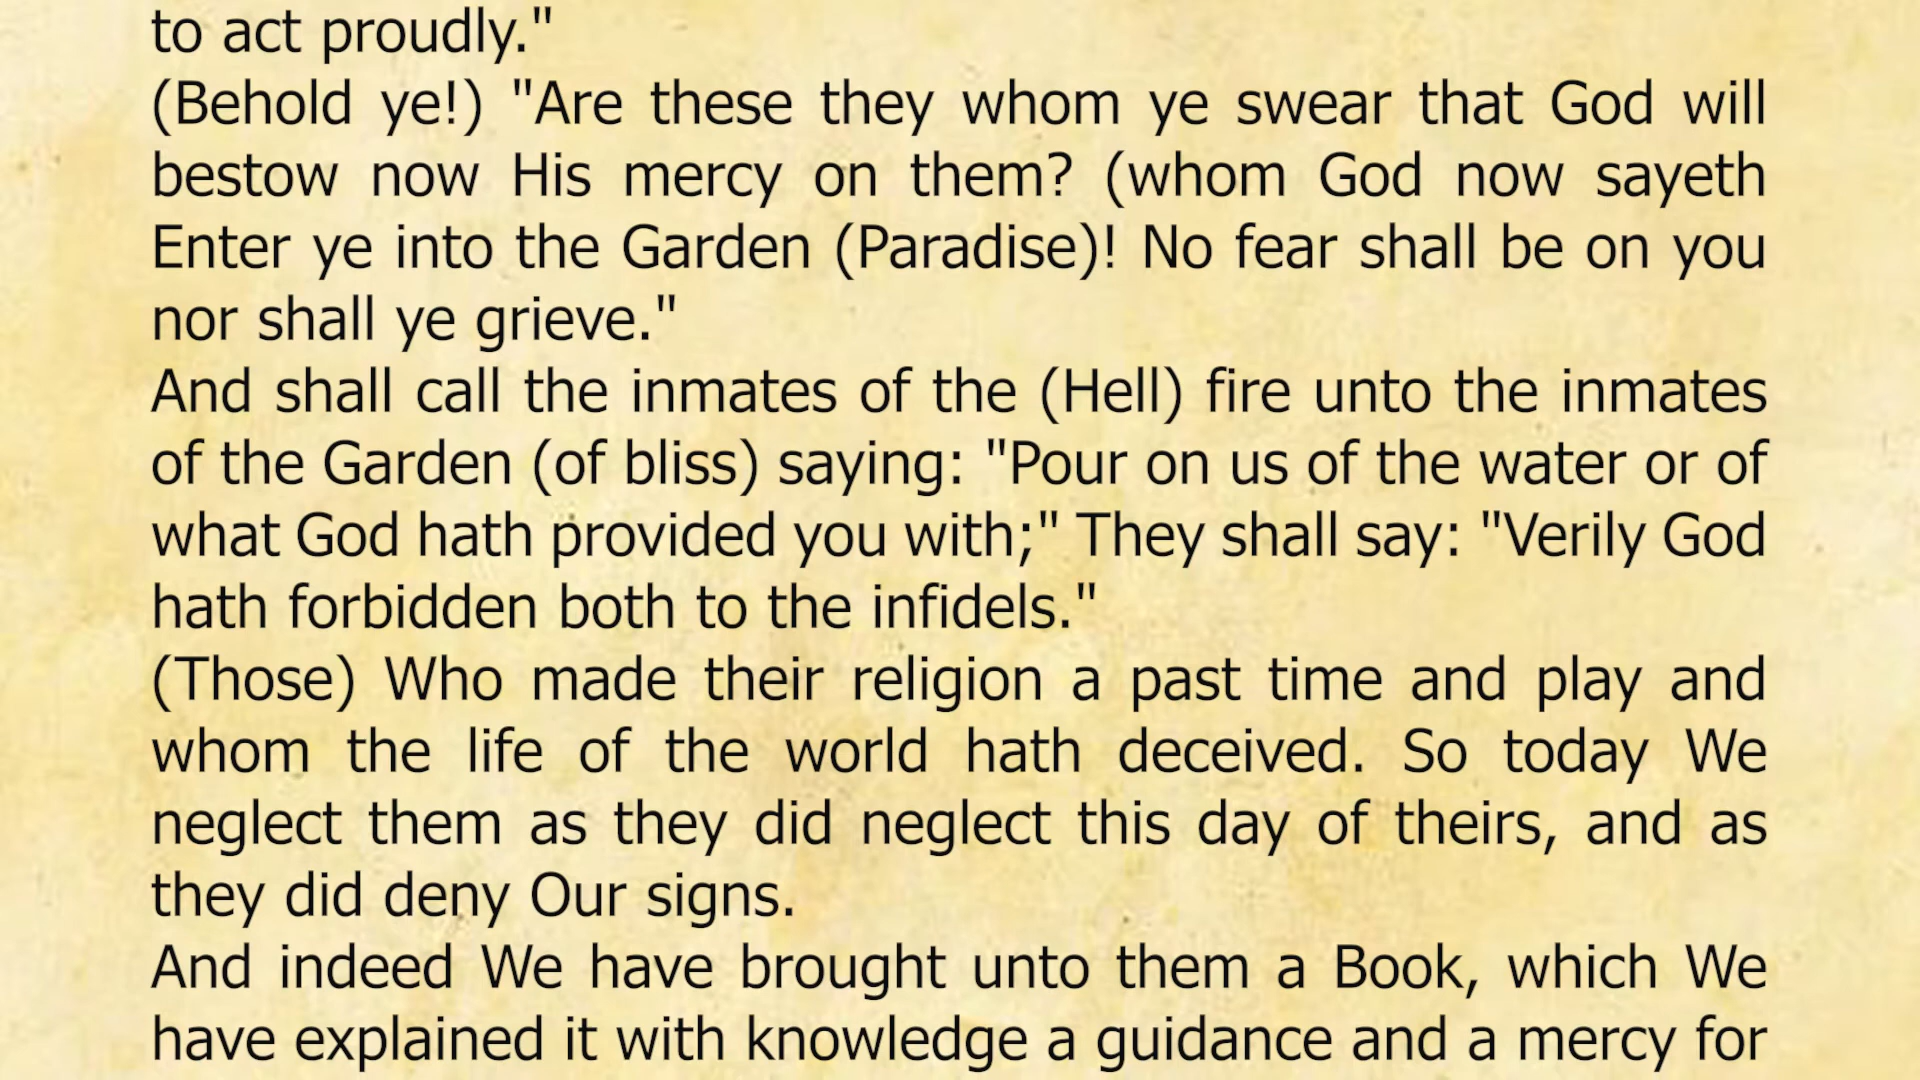 to act proudly."
(Behold ye!) "Are these they whom ye swear that God will
bestow now His mercy on them? (whom God now sayeth
Enter ye into the Garden (Paradise)! No fear shall be on you
nor shall ye grieve."
And shall call the inmates of the (Hell) fire unto the inmates
of the Garden (of bliss) saying: "Pour on us of the water or of
what God hath provided you with;" They shall say: "Verily God
hath forbidden both to the infidels."
(Those) Who made their religion a past time and play and
whom the life of the world hath deceived. So today We
neglect them as they did neglect this day of theirs, and as
they did deny Our signs.
And indeed We have brought unto them a Book, which We
have explained it with knowledge a guidance and a mercy for